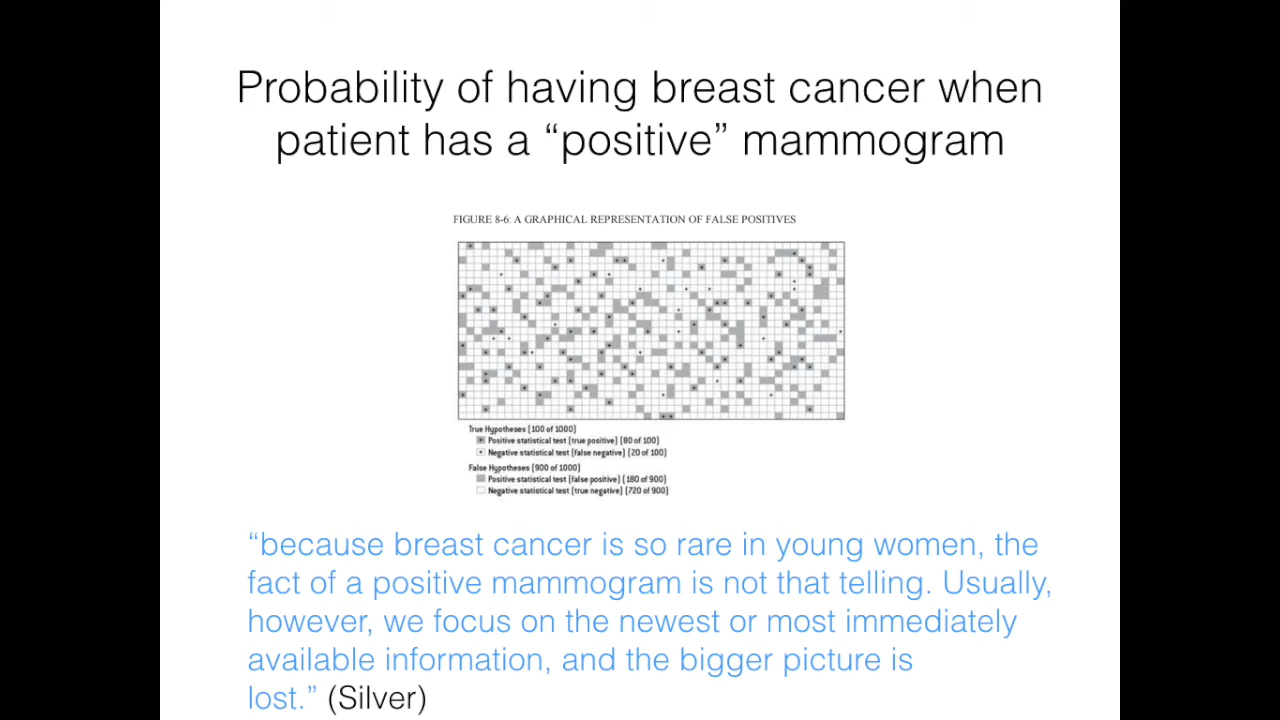 Probability of having breast cancer when
patient has a “positive” mammogram
FIGURE 8-6: A GRAPHICAL REPRESENTATION OF FALSE POSITIVES
True Hypotheses (100 of 1000)
Positive statistical test (true positive) (80 of 100)
Negative statistical test (false negative) (20 of 100)
False Hypotheses (900 of 1000)
Positive statistical test (false positive) (180 of 900)
Negative statistical test (true negative) (720 of 900)
“because breast cancer is so rare in young women, the
fact of a positive mammogram is not that telling. Usually,
however, we focus on the newest or most immediately
available information, and the bigger picture is
lost.” (Silver)